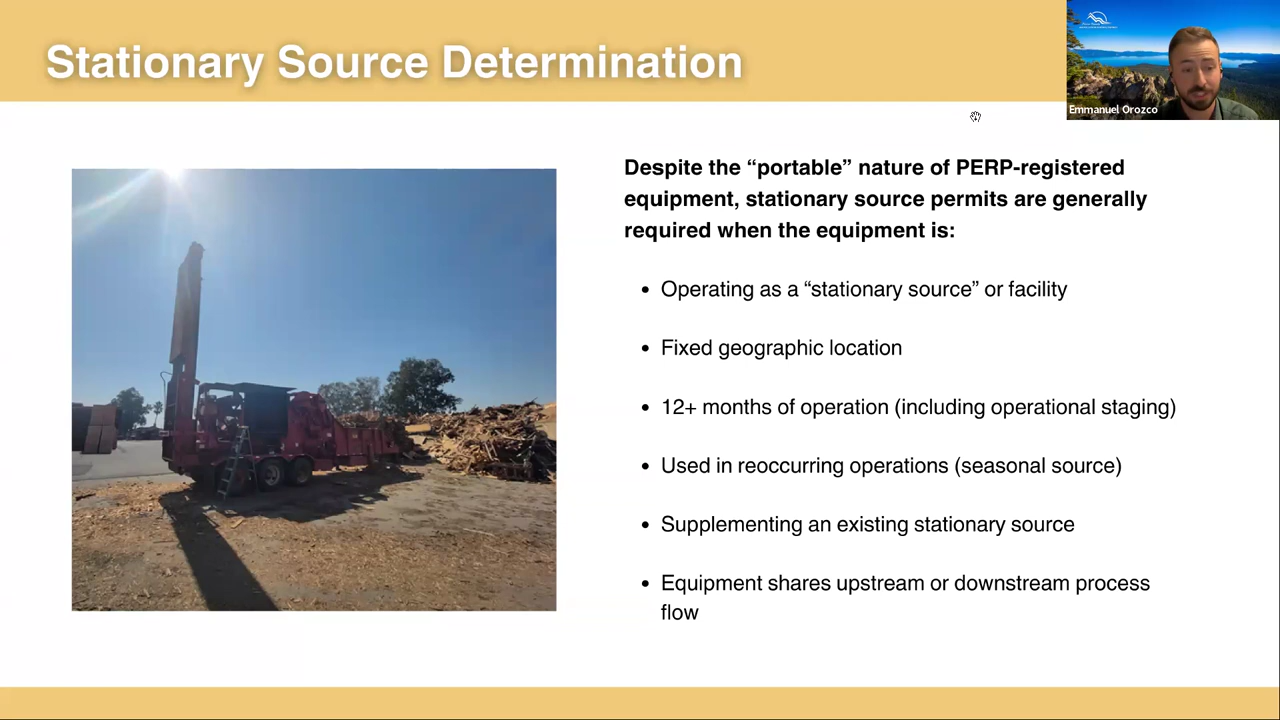 Stationary Source Determination
Emmanuel Orozco
Despite the “portable” nature of PERP-registered
equipment, stationary source permits are generally
required when the equipment is:
• Operating as a “stationary source” or facility
• Fixed geographic location
• 12+ months of operation (including operational staging)
• Used in reoccurring operations (seasonal source)
• Supplementing an existing stationary source
• Equipment shares upstream or downstream process
flow